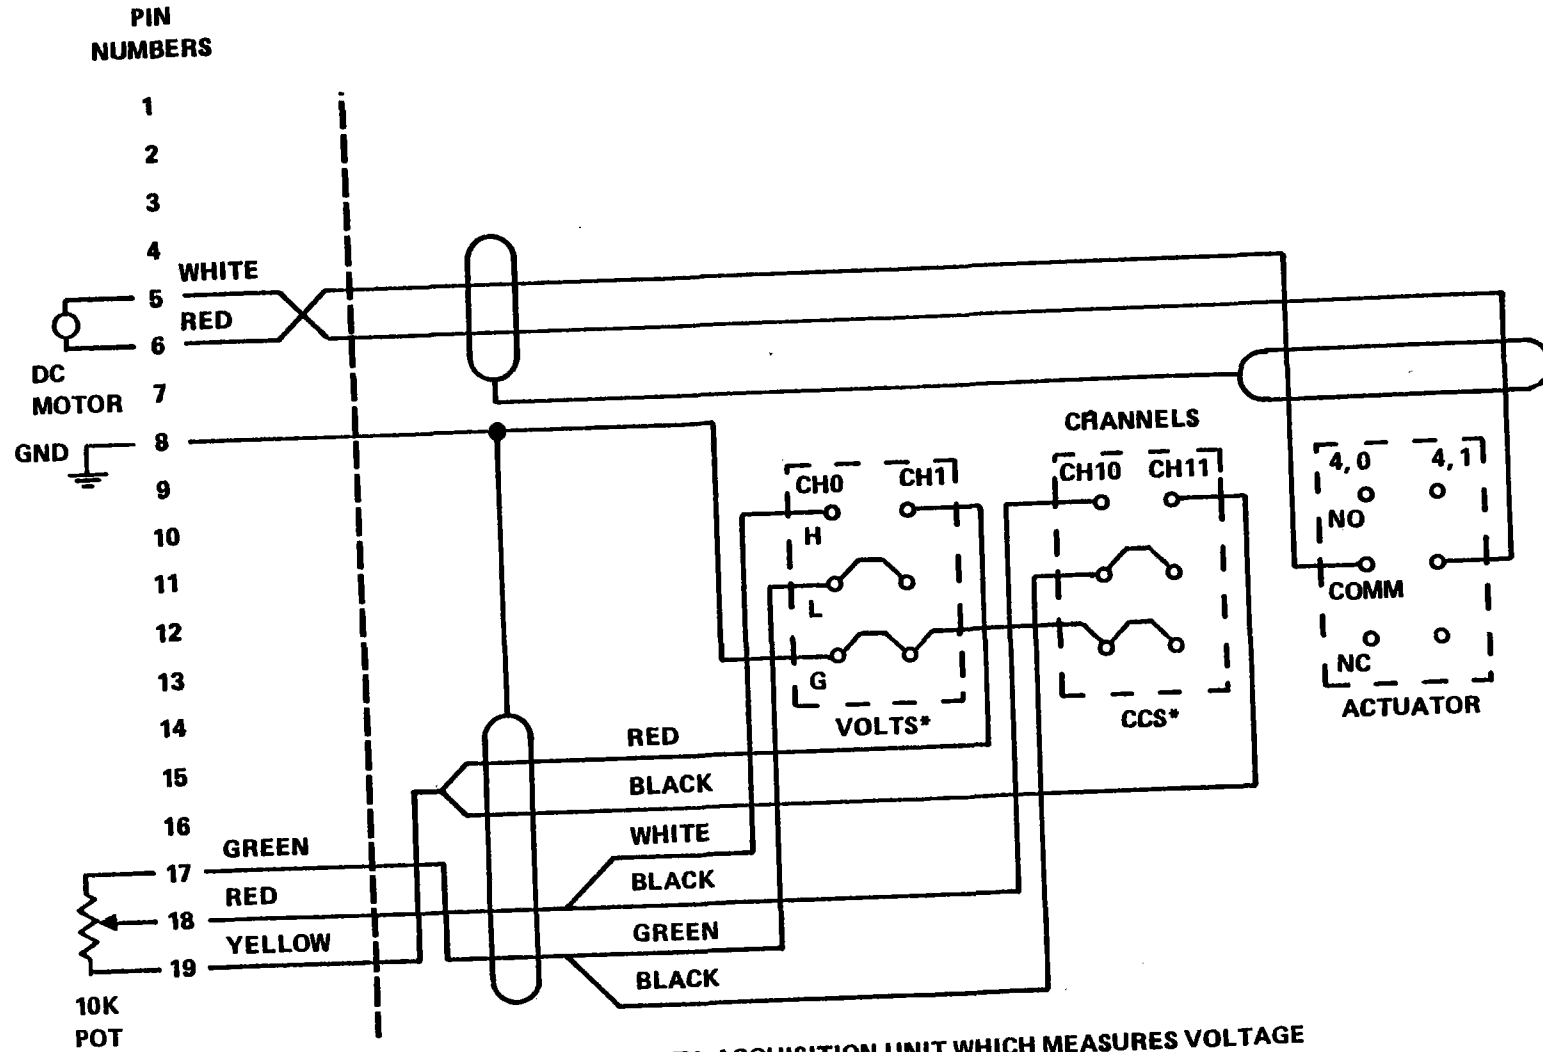 PIN
NUMBERS
1
2
3
4
WHITE
5
RED
6
DC
MOTOR
7
GND
8
9
10
11
12
13
14
15
16
GREEN
17
RED
18
YELLOW
19
10K
POT
CHANNELS
CH0 CH1
H
L
G
VOLTS*
CH10 CH11
CCS*
4,0 4,1
NO
COMM
NC
ACTUATOR
RED
BLACK
WHITE
BLACK
GREEN
BLACK
ACQUISITION UNIT WHICH MEASURES VOLTAGE